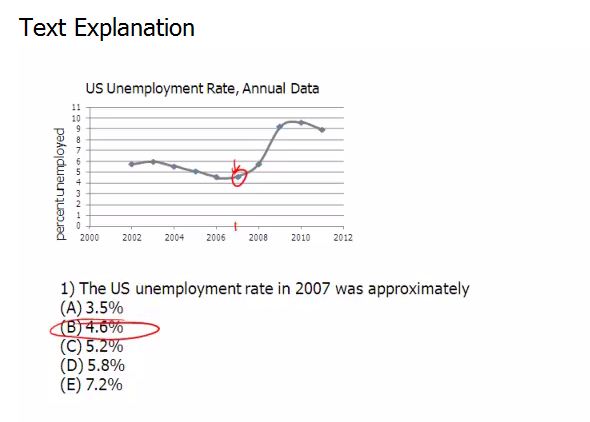 Text Explanation
US Unemployment Rate, Annual Data
11
10
9
8
7
6
5
4
3
2
1
0
percent unemployed
2000 2002 2004 2006 2008 2010 2012
1) The US unemployment rate in 2007 was approximately
(A) 3.5%
(B) 4.6%
(C) 5.2%
(D) 5.8%
(E) 7.2%